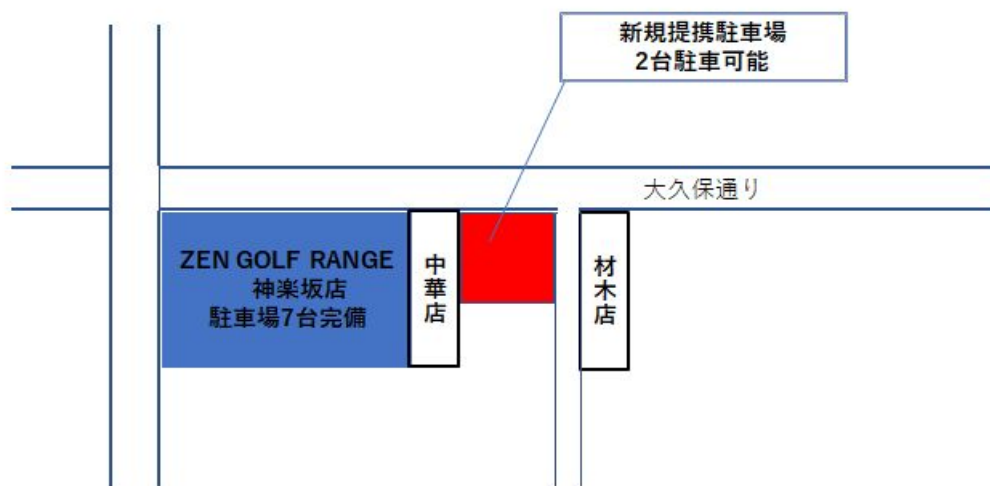 新規提携駐車場
2台駐車可能
大久保通り
ZEN GOLF RANGE
神楽坂店
駐車場7台完備
中華店
材木店